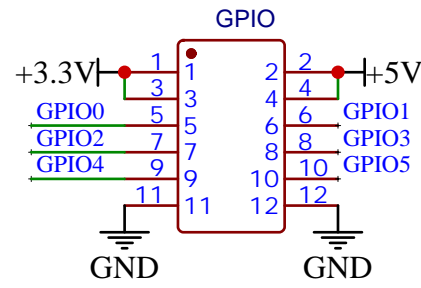 GPIO
+3.3V 1 1 2 2 +5V
3 3 4 4
GPIO0 5 5 6 6 GPIO1
GPIO2 7 7 8 8 GPIO3
GPIO4 9 9 10 10 GPIO5
11 11 12 12
GND GND